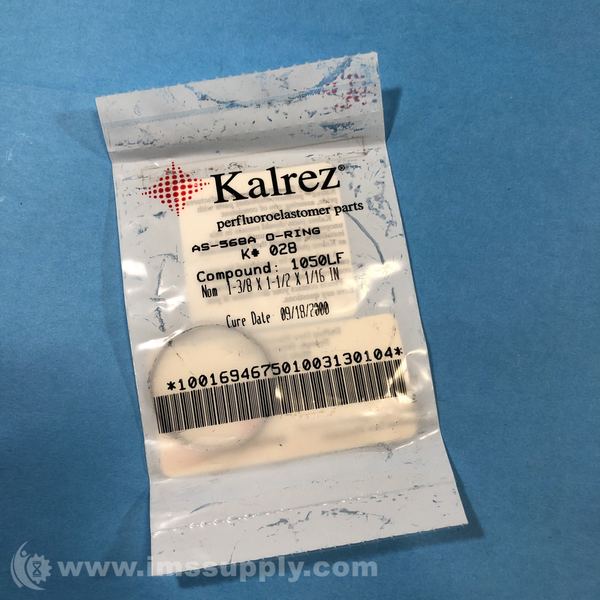 Kalrez®
perfluoroelastomer parts
AS-568A O-RING
K# 028
Compound: 1050LF
Nom 1-3/8 X 1-1/2 X 1/16 IN
Cure Date 09/18/2000
*100169467501003130104*
www.imssupply.com